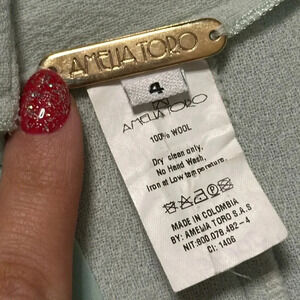 AMELIA TORO
4
AMELIA TORO
100% WOOL
Dry clean only,
No Hand Wash,
Iron at Low temperature.
MADE IN COLOMBIA
BY: AMELIA TORO S.A.S
NIT:800.078.482-4
CI: 1406